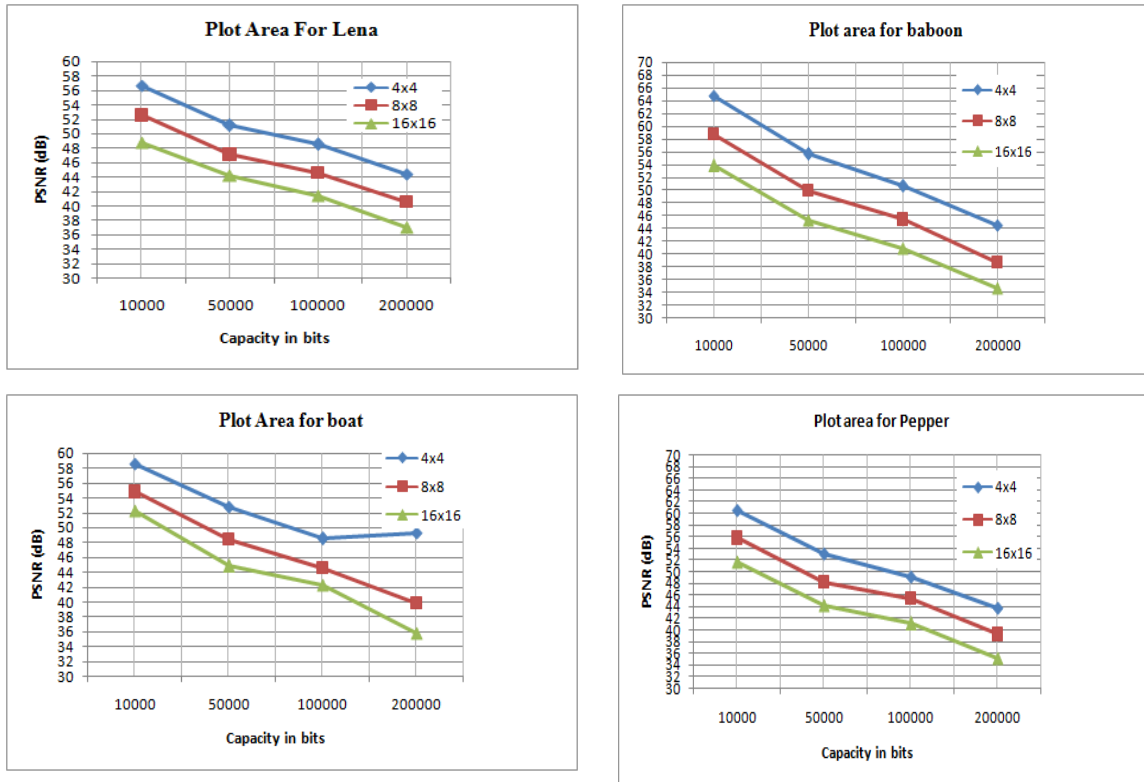 Plot Area For Lena
60
58
56
54
52
50
48
46
44
42
40
38
36
34
32
30
PSNR (dB)
4x4
8x8
16x16
10000 50000 100000 200000
Capacity in bits
Plot area for baboon
70
68
66
64
62
60
58
56
54
52
50
48
46
44
42
40
38
36
34
32
30
4x4
8x8
16x16
10000 50000 100000 200000
Plot Area for boat
60
58
56
54
52
50
48
46
44
42
40
38
36
34
32
30
PSNR (dB)
4x4
8x8
16x16
10000 50000 100000 200000
Capacity in bits
Plot area for Pepper
70
68
66
64
62
60
58
56
54
52
50
48
46
44
42
40
38
36
34
32
30
PSNR (dB)
4x4
8x8
16x16
10000 50000 100000 200000
Capacity in bits